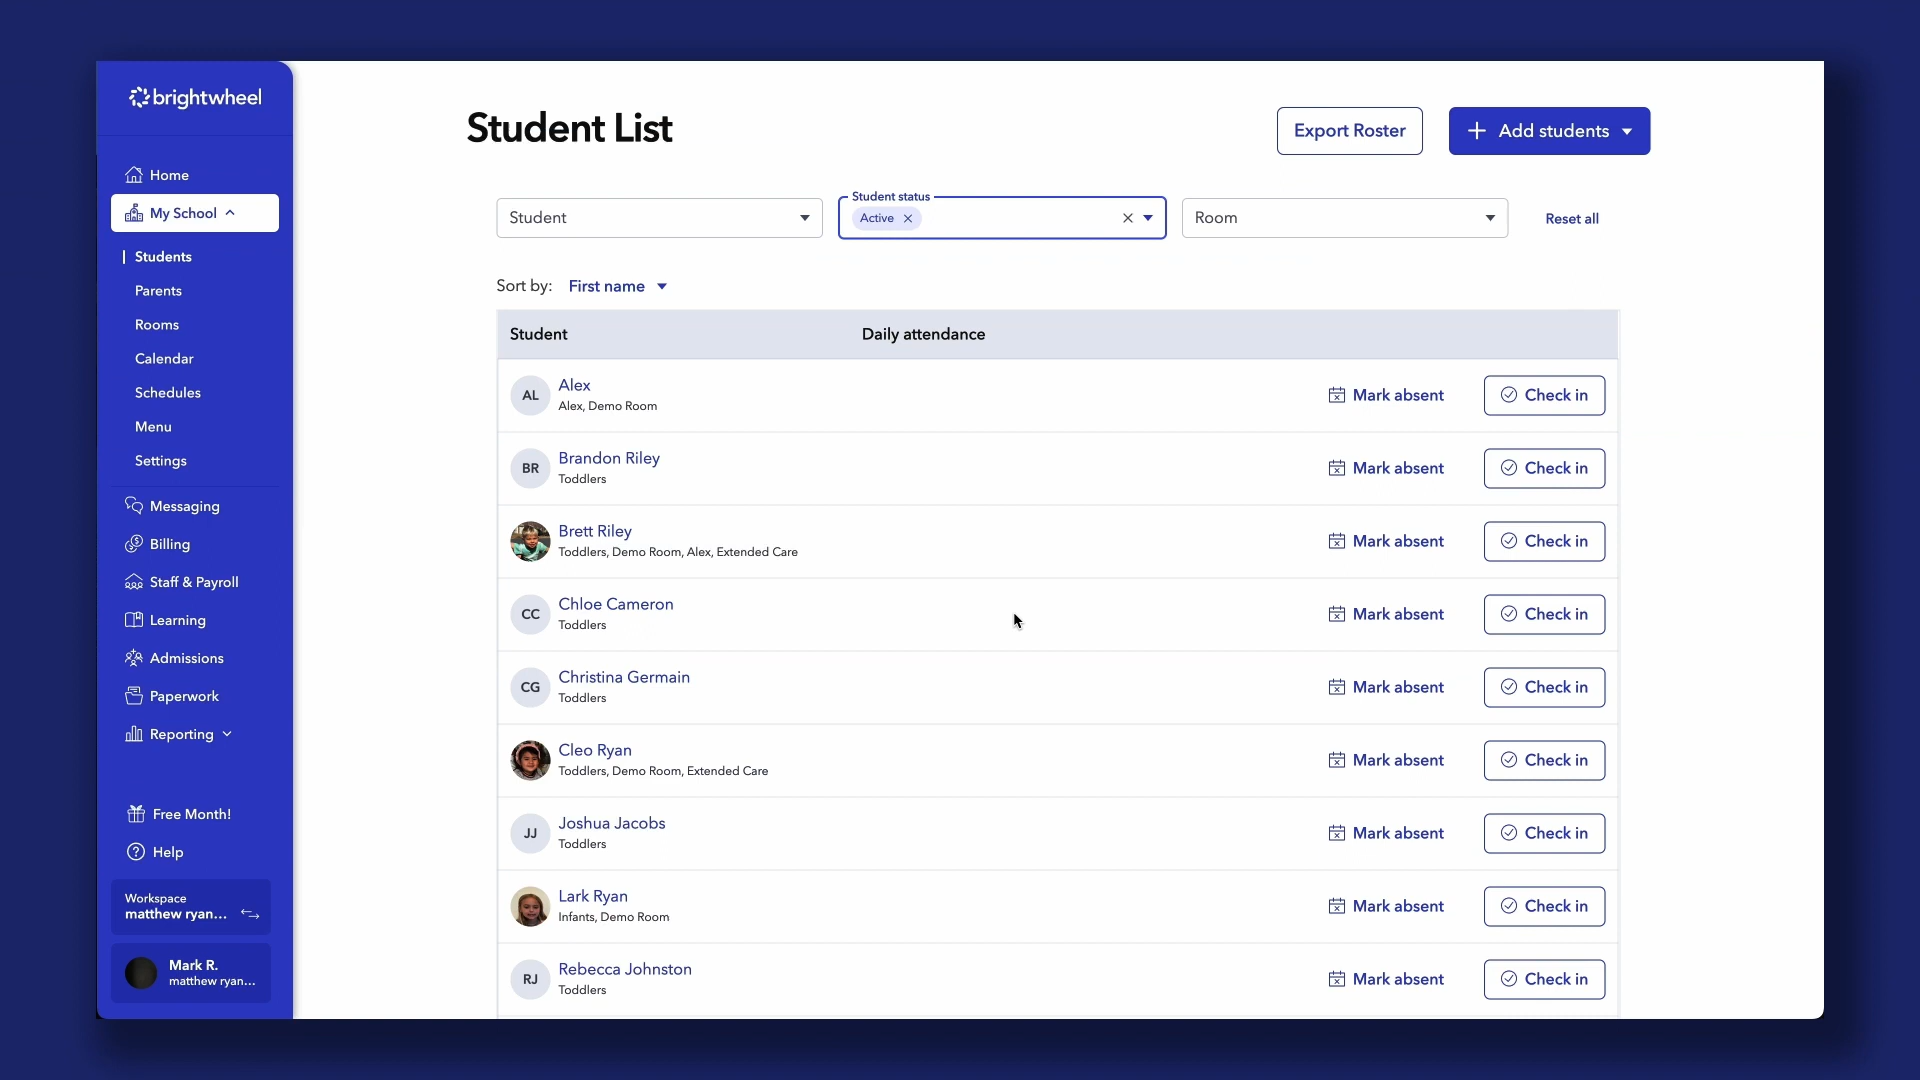 brightwheel
Home
My School
Students
Parents
Rooms
Calendar
Schedules
Menu
Settings
Messaging
Billing
Staff & Payroll
Learning
Admissions
Paperwork
Reporting
Free Month!
Help
Workspace
matthew ryan...
Mark R.
matthew ryan...
Student List
Export Roster
Add students
Student
Student status
Active
Room
Reset all
Sort by: First name
Student Daily attendance
AL Alex Mark absent Check in
Alex, Demo Room
BR Brandon Riley Mark absent Check in
Toddlers
Brett Riley Mark absent Check in
Toddlers, Demo Room, Alex, Extended Care
CC Chloe Cameron Mark absent Check in
Toddlers
CG Christina Germain Mark absent Check in
Toddlers
Cleo Ryan Mark absent Check in
Toddlers, Demo Room, Extended Care
JJ Joshua Jacobs Mark absent Check in
Toddlers
Lark Ryan Mark absent Check in
Infants, Demo Room
RJ Rebecca Johnston Mark absent Check in
Toddlers